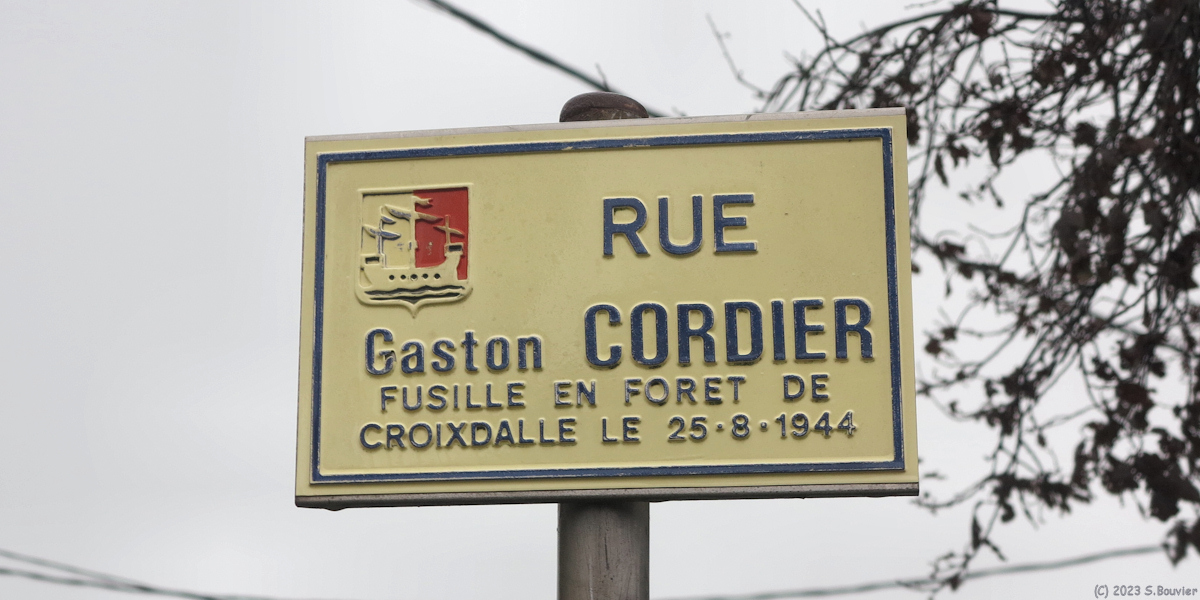 RUE
Gaston CORDIER
FUSILLE EN FORET DE
CROIXDALLE LE 25·8·1944
(C) 2023 S.Bouvier